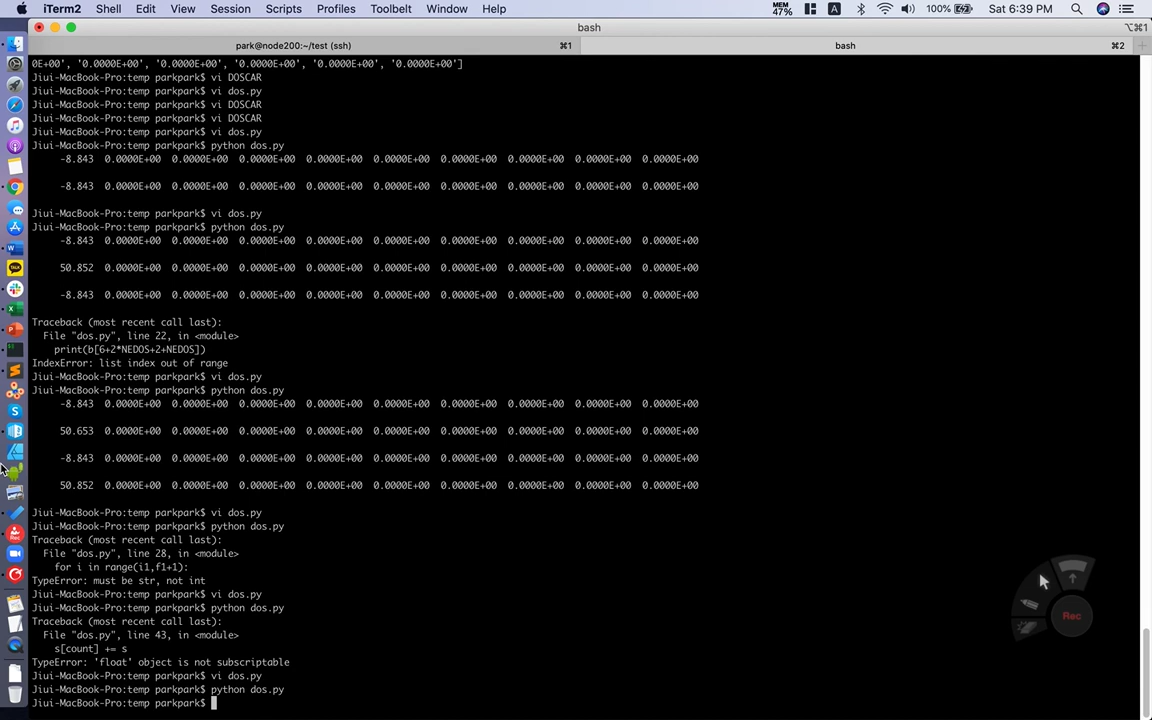 iTerm2 Shell Edit View Session Scripts Profiles Toolbelt Window Help MEM 47% A 100% Sat 6:39 PM
bash ⌥⌘1
park@node200:~/test (ssh) ⌘1 bash ⌘2
0E+00', '0.0000E+00', '0.0000E+00', '0.0000E+00', '0.0000E+00', '0.0000E+00']
Jiui-MacBook-Pro:temp parkpark$ vi DOSCAR
Jiui-MacBook-Pro:temp parkpark$ vi dos.py
Jiui-MacBook-Pro:temp parkpark$ vi DOSCAR
Jiui-MacBook-Pro:temp parkpark$ vi DOSCAR
Jiui-MacBook-Pro:temp parkpark$ vi dos.py
Jiui-MacBook-Pro:temp parkpark$ python dos.py
-8.843 0.0000E+00 0.0000E+00 0.0000E+00 0.0000E+00 0.0000E+00 0.0000E+00 0.0000E+00 0.0000E+00 0.0000E+00
-8.843 0.0000E+00 0.0000E+00 0.0000E+00 0.0000E+00 0.0000E+00 0.0000E+00 0.0000E+00 0.0000E+00 0.0000E+00
Jiui-MacBook-Pro:temp parkpark$ vi dos.py
Jiui-MacBook-Pro:temp parkpark$ python dos.py
-8.843 0.0000E+00 0.0000E+00 0.0000E+00 0.0000E+00 0.0000E+00 0.0000E+00 0.0000E+00 0.0000E+00 0.0000E+00
50.852 0.0000E+00 0.0000E+00 0.0000E+00 0.0000E+00 0.0000E+00 0.0000E+00 0.0000E+00 0.0000E+00 0.0000E+00
-8.843 0.0000E+00 0.0000E+00 0.0000E+00 0.0000E+00 0.0000E+00 0.0000E+00 0.0000E+00 0.0000E+00 0.0000E+00
Traceback (most recent call last):
File "dos.py", line 22, in <module>
print(b[6+2*NEDOS+2+NEDOS])
IndexError: list index out of range
Jiui-MacBook-Pro:temp parkpark$ vi dos.py
Jiui-MacBook-Pro:temp parkpark$ python dos.py
-8.843 0.0000E+00 0.0000E+00 0.0000E+00 0.0000E+00 0.0000E+00 0.0000E+00 0.0000E+00 0.0000E+00 0.0000E+00
50.653 0.0000E+00 0.0000E+00 0.0000E+00 0.0000E+00 0.0000E+00 0.0000E+00 0.0000E+00 0.0000E+00 0.0000E+00
-8.843 0.0000E+00 0.0000E+00 0.0000E+00 0.0000E+00 0.0000E+00 0.0000E+00 0.0000E+00 0.0000E+00 0.0000E+00
50.852 0.0000E+00 0.0000E+00 0.0000E+00 0.0000E+00 0.0000E+00 0.0000E+00 0.0000E+00 0.0000E+00 0.0000E+00
Jiui-MacBook-Pro:temp parkpark$ vi dos.py
Jiui-MacBook-Pro:temp parkpark$ python dos.py
Traceback (most recent call last):
File "dos.py", line 28, in <module>
for i in range(i1,f1+1):
TypeError: must be str, not int
Jiui-MacBook-Pro:temp parkpark$ vi dos.py
Jiui-MacBook-Pro:temp parkpark$ python dos.py
Traceback (most recent call last):
File "dos.py", line 43, in <module>
s[count] += s
TypeError: 'float' object is not subscriptable
Jiui-MacBook-Pro:temp parkpark$ vi dos.py
Jiui-MacBook-Pro:temp parkpark$ python dos.py
Jiui-MacBook-Pro:temp parkpark$
Rec